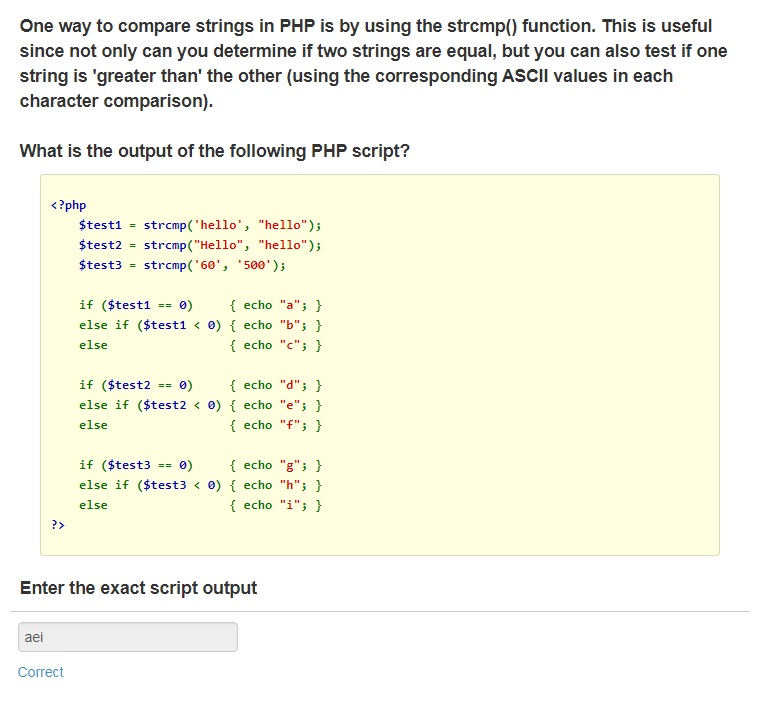 One way to compare strings in PHP is by using the strcmp() function. This is useful
since not only can you determine if two strings are equal, but you can also test if one
string is 'greater than' the other (using the corresponding ASCII values in each
character comparison).
What is the output of the following PHP script?
<?php
$test1 = strcmp('hello', "hello");
$test2 = strcmp("Hello", "hello");
$test3 = strcmp('60', '500');
if ($test1 == 0) { echo "a"; }
else if ($test1 < 0) { echo "b"; }
else { echo "c"; }
if ($test2 == 0) { echo "d"; }
else if ($test2 < 0) { echo "e"; }
else { echo "f"; }
if ($test3 == 0) { echo "g"; }
else if ($test3 < 0) { echo "h"; }
else { echo "i"; }
?>
Enter the exact script output
aei
Correct